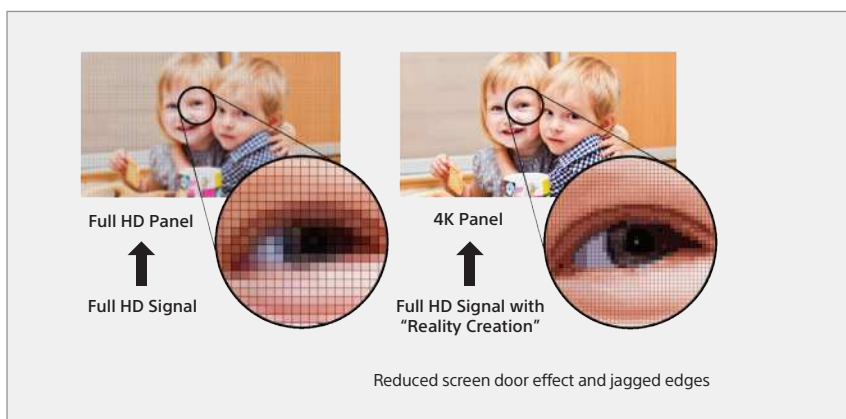 Full HD Panel
Full HD Signal
4K Panel
Full HD Signal with
“Reality Creation”
Reduced screen door effect and jagged edges